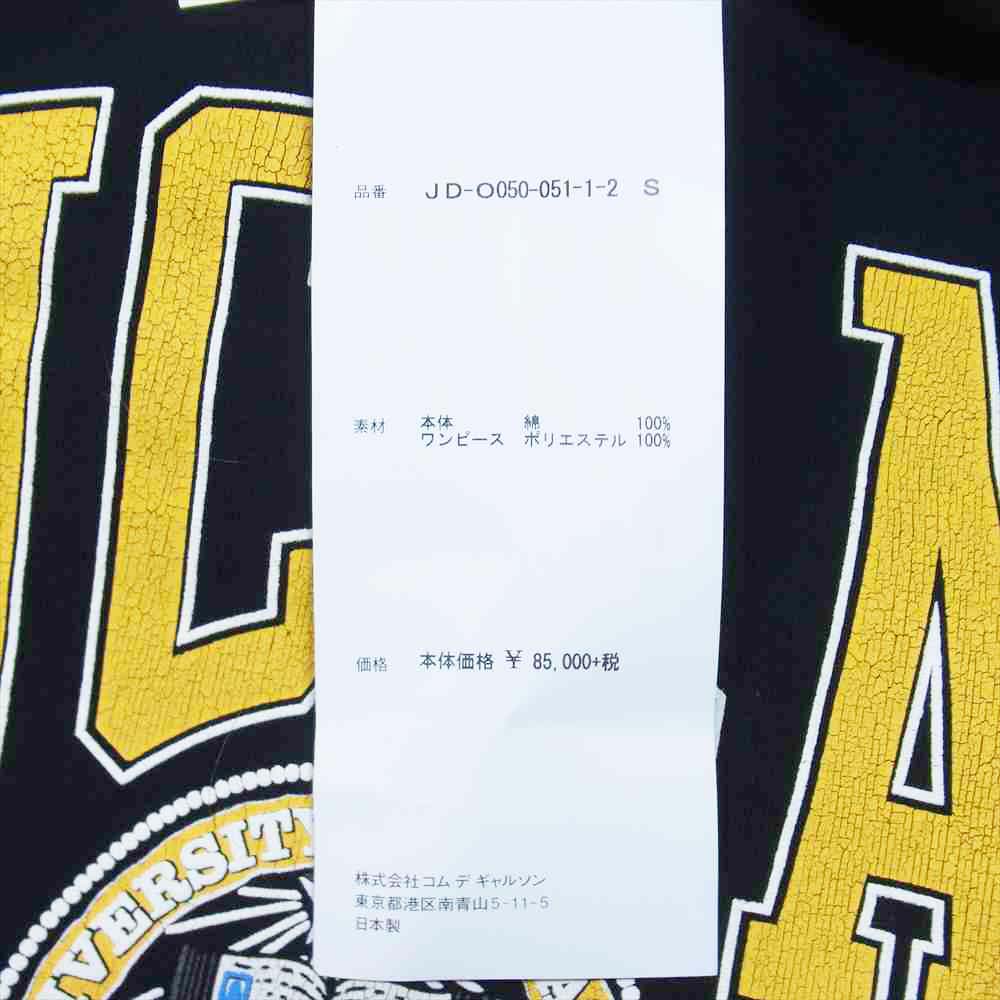 UCLA
品番 JD-O050-051-1-2 S
素材 本体 綿 100%
ワンピース ポリエステル 100%
価格 本体価格 ¥ 85,000+税
株式会社コム デ ギャルソン
東京都港区南青山5-11-5
日本製
VERSITY